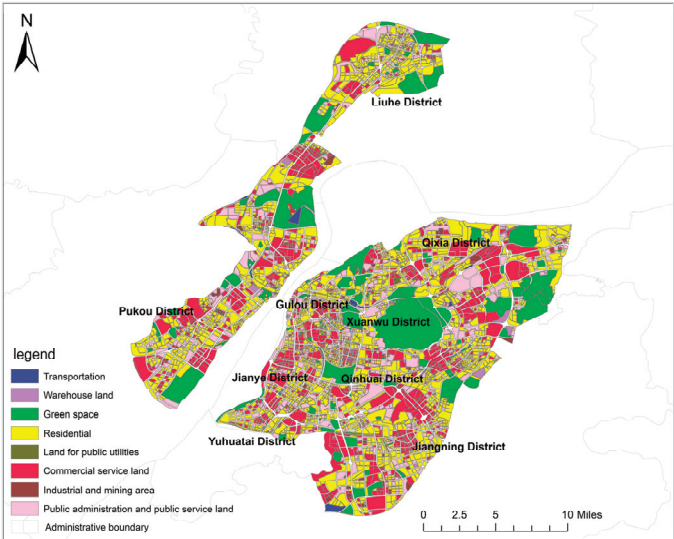 N
Liuhe District
Qixia District
Gulou District
Pukou District
Xuanwu District
Jianye District
Qinhuai District
Yuhuatai District
Jiangning District
legend
Transportation
Warehouse land
Green space
Residential
Land for public utilities
Commercial service land
Industrial and mining area
Public administration and public service land
Administrative boundary
0 2.5 5 10 Miles